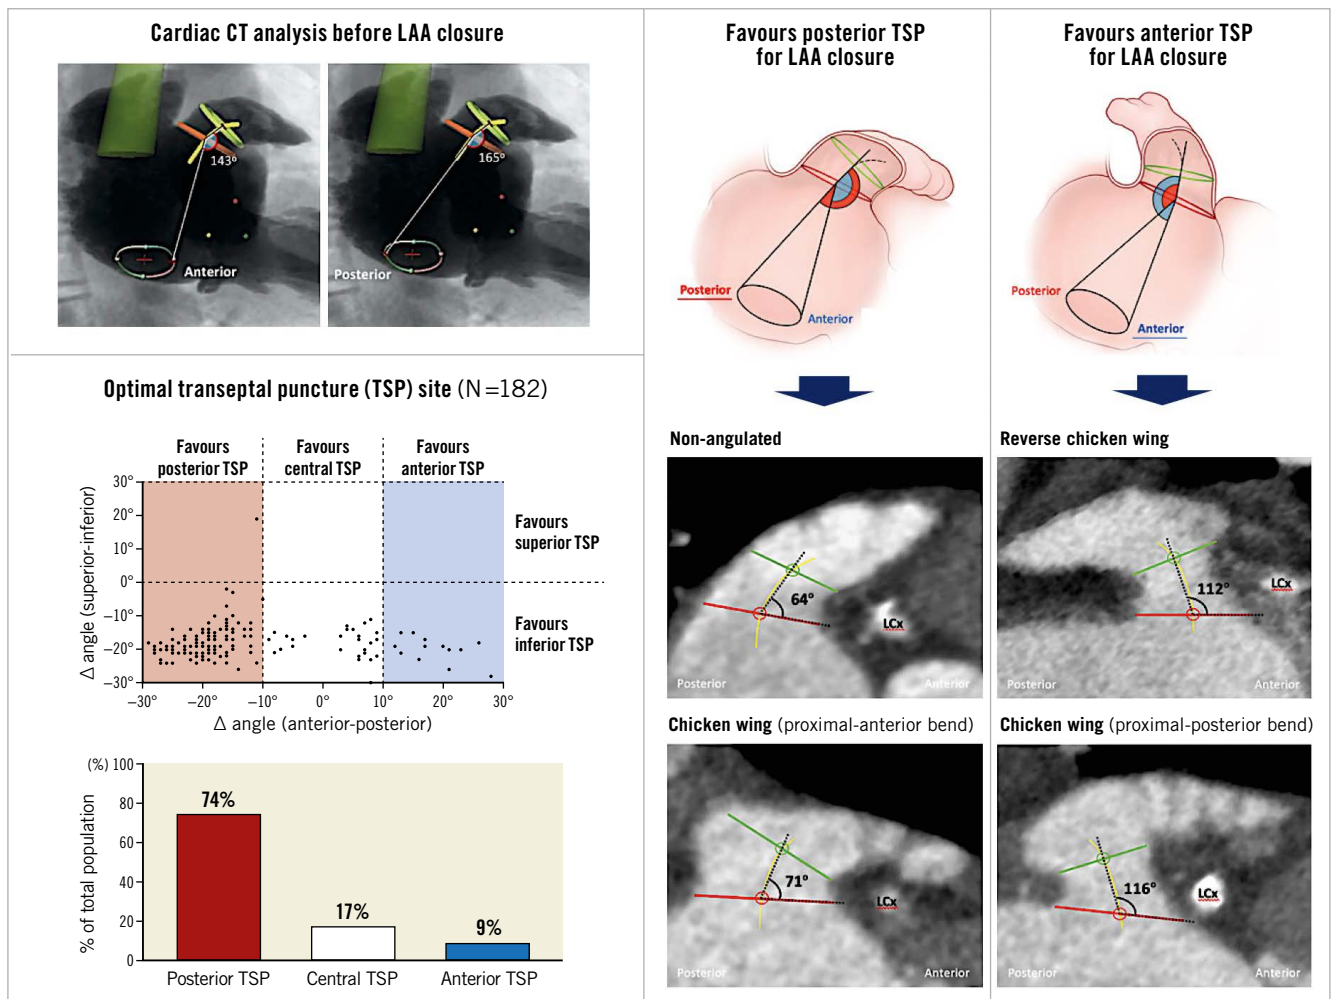 Cardiac CT analysis before LAA closure
143°
Anterior
165°
Posterior
Optimal transeptal puncture (TSP) site (N=182)
Favours
posterior TSP
Favours
central TSP
Favours
anterior TSP
Δ angle (superior-inferior)
30°
20°
10°
0°
−10°
−20°
−30°
Favours
superior TSP
Favours
inferior TSP
−30° −20° −10° 0° 10° 20° 30°
Δ angle (anterior-posterior)
(%) 100
80
60
40
20
0
% of total population
74%
17%
9%
Posterior TSP Central TSP Anterior TSP
Favours posterior TSP
for LAA closure
Posterior
Anterior
Non-angulated
64°
LCx
Posterior Anterior
Chicken wing (proximal-anterior bend)
71°
LCx
Posterior Anterior
Favours anterior TSP
for LAA closure
Posterior
Anterior
Reverse chicken wing
112°
LCx
Posterior Anterior
Chicken wing (proximal-posterior bend)
116°
LCx
Posterior Anterior